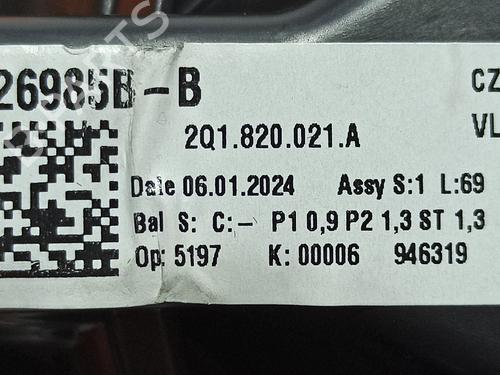 26985B-B
CZ
2Q1.820.021.A
VL
Date 06.01.2024 Assy S:1 L:69
Bal S: C:- P1 0,9 P2 1,3 ST 1,3
Op: 5197 K: 00006 946319